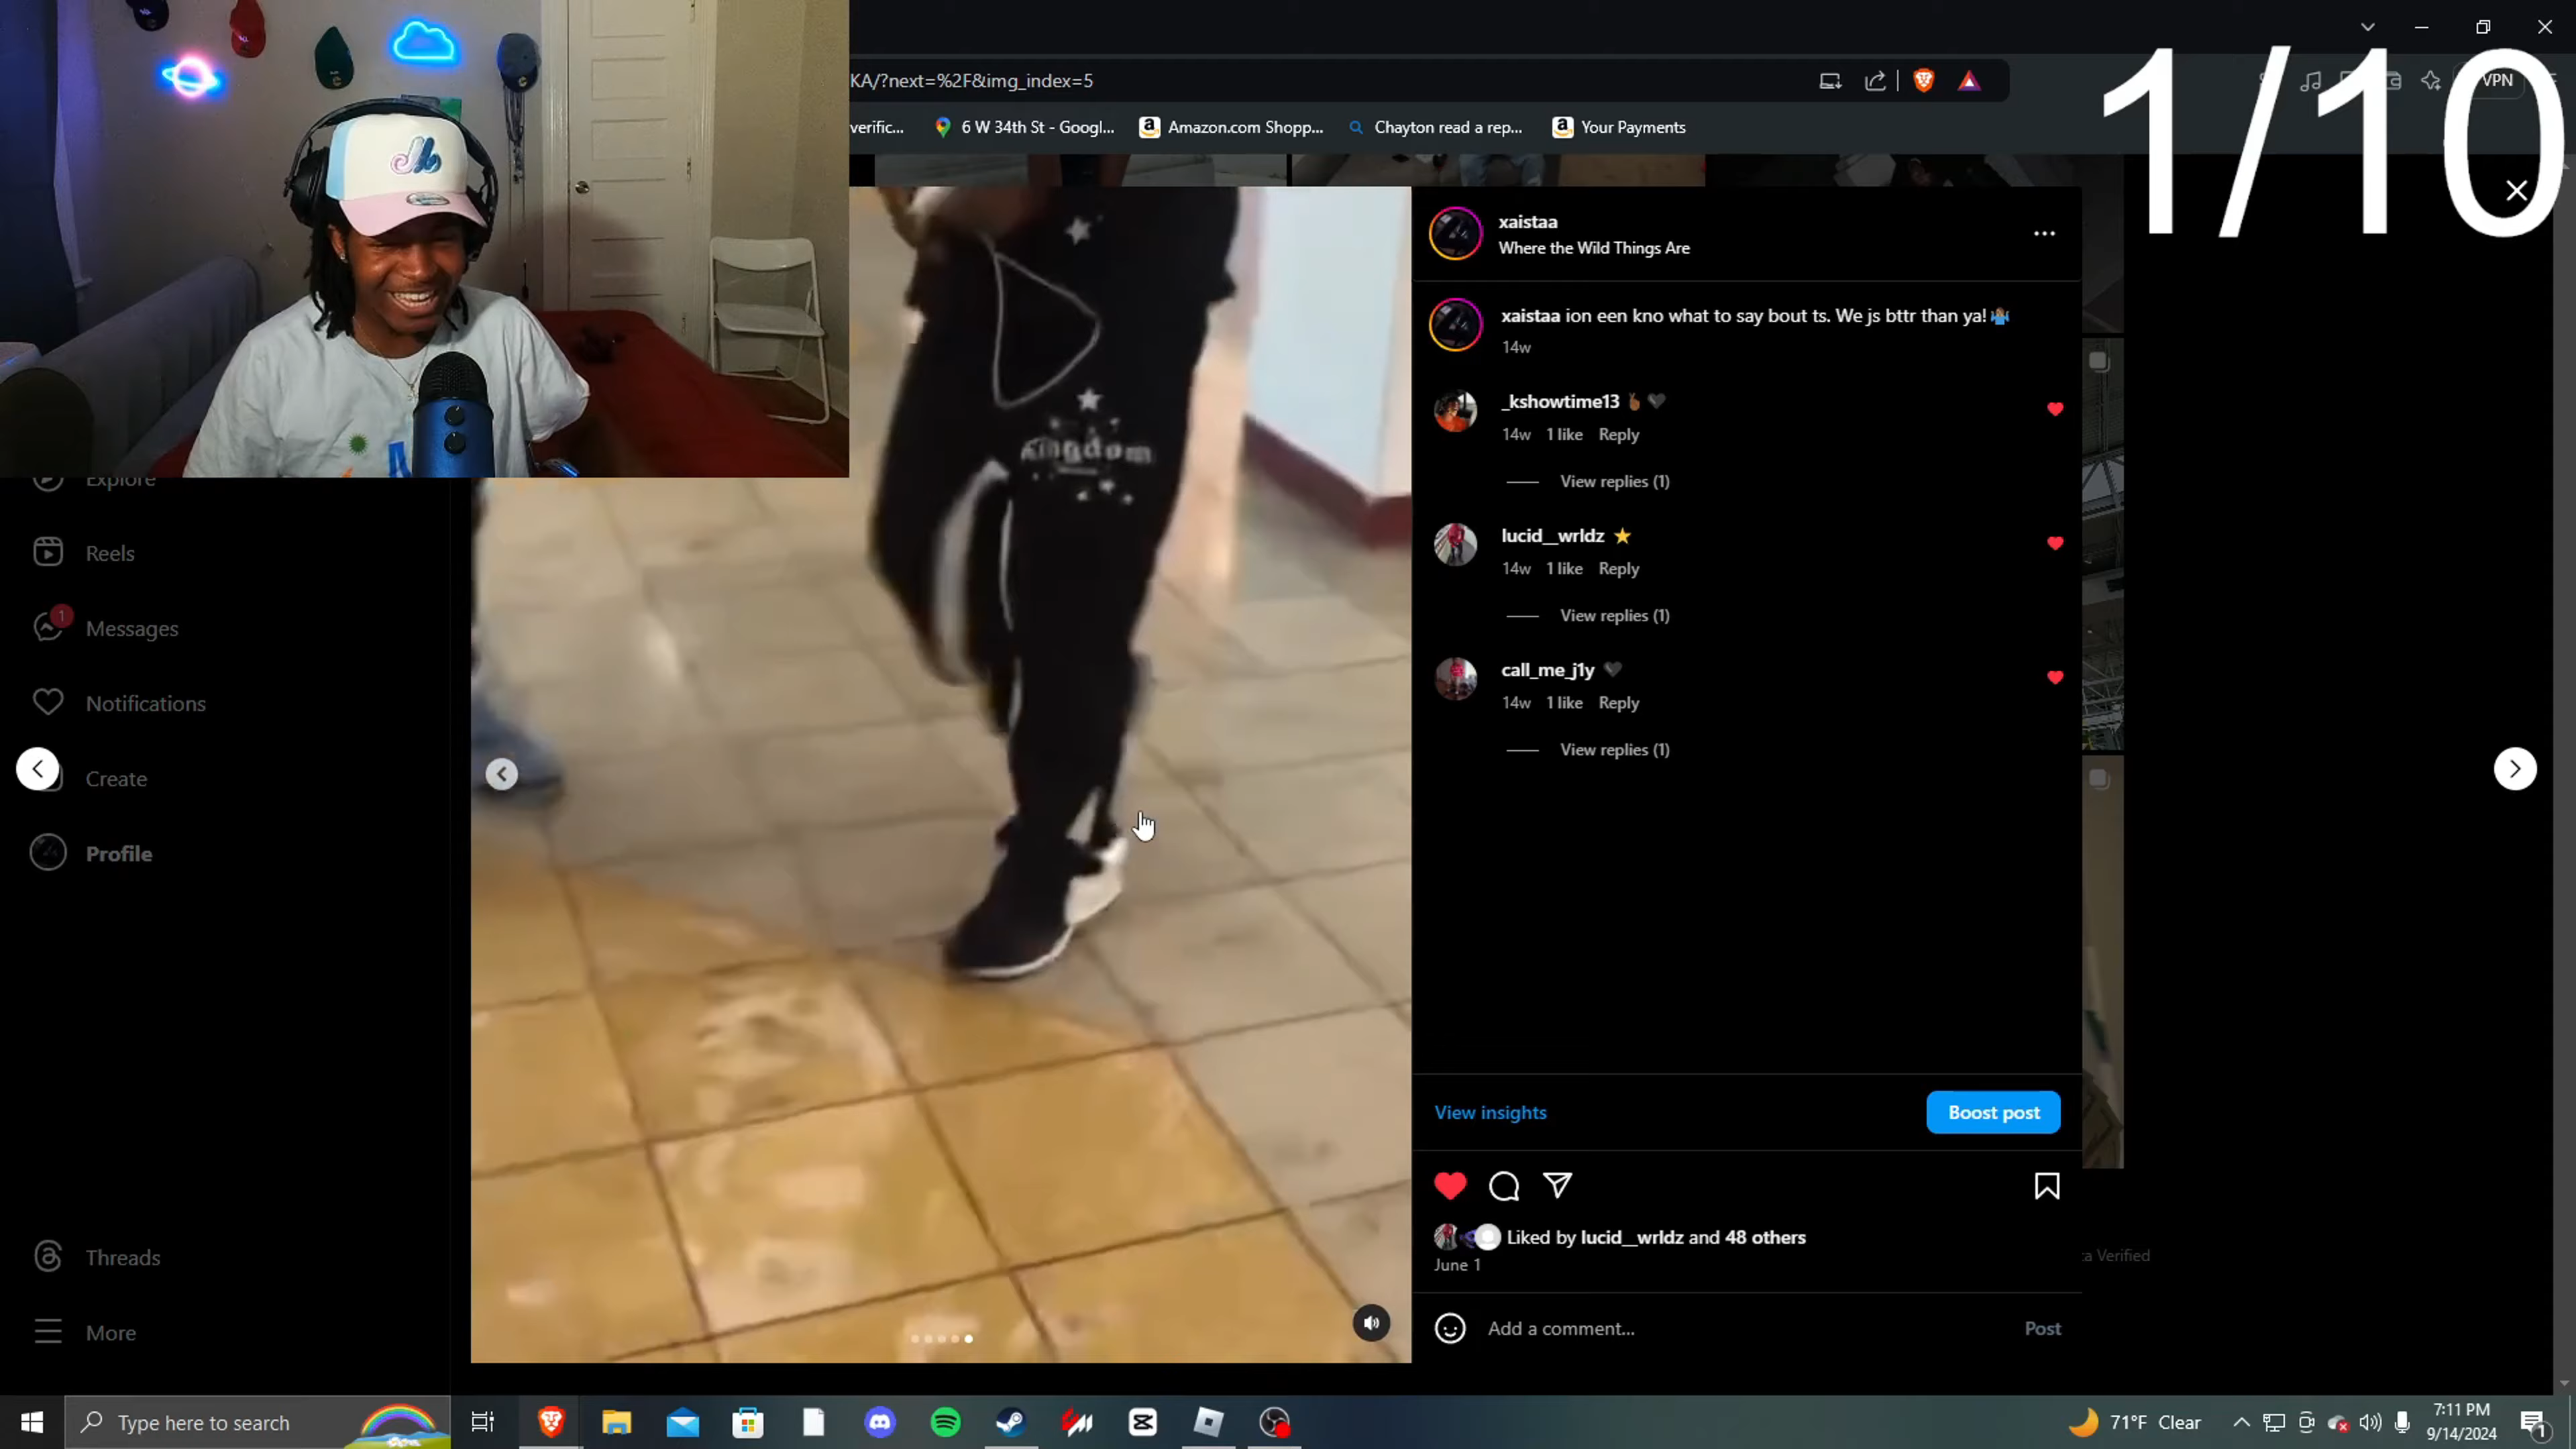 KA/?next=%2F&img_index=5
VPN
1/10
verific...
6 W 34th St - Googl...
Amazon.com Shopp...
Chayton read a rep...
Your Payments
xaistaa
Where the Wild Things Are
xaistaa ion een kno what to say bout ts. We js bttr than ya!🤷🏾‍♂️
14w
_kshowtime13 🤞🏾🖤
14w 1 like Reply
View replies (1)
lucid__wrldz ⭐
14w 1 like Reply
View replies (1)
call_me_j1y 🖤
14w 1 like Reply
View replies (1)
Kingdom
Explore
Reels
1
Messages
Notifications
Create
Profile
Threads
More
View insights
Boost post
Liked by lucid__wrldz and 48 others
June 1
Verified
Add a comment...
Post
Type here to search
71°F Clear
7:11 PM
9/14/2024
1